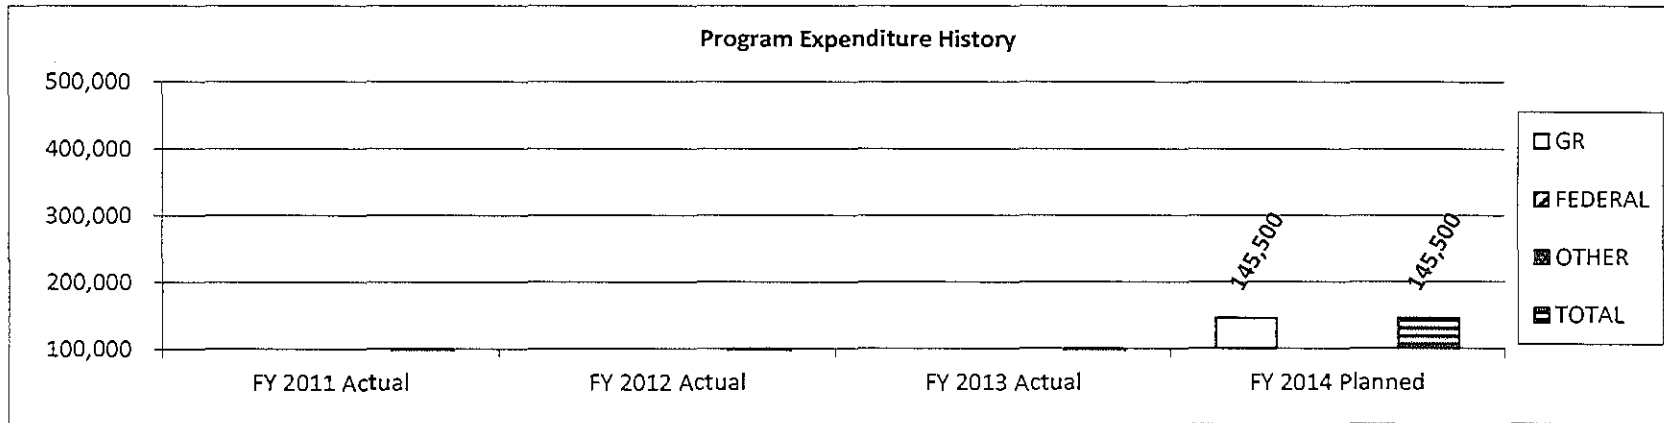 Program Expenditure History
500,000
400,000
300,000
200,000
100,000
145,500
145,500
FY 2011 Actual
FY 2012 Actual
FY 2013 Actual
FY 2014 Planned
GR
FEDERAL
OTHER
TOTAL